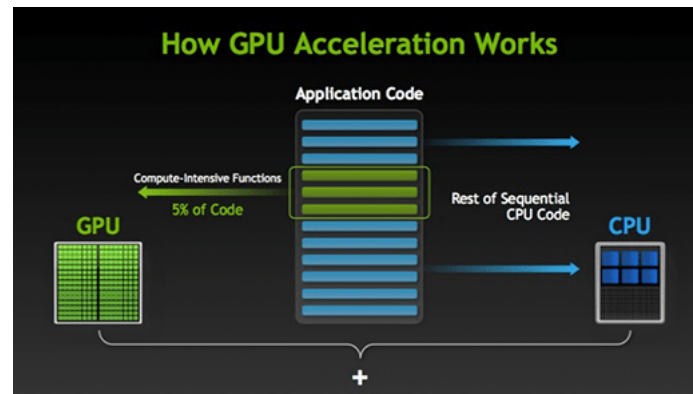 How GPU Acceleration Works
Application Code
Compute-Intensive Functions
5% of Code
Rest of Sequential
CPU Code
GPU
CPU
+